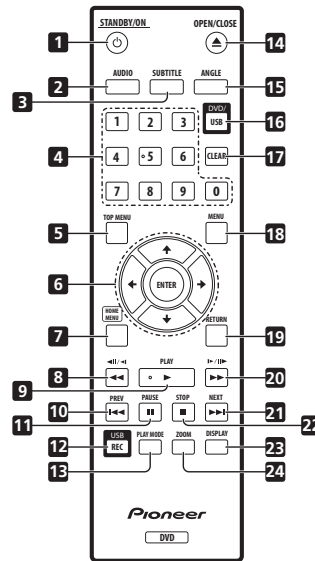 STANDBY/ON OPEN/CLOSE
1 14
AUDIO SUBTITLE ANGLE
2 3 15
DVD/
USB 16
1 2 3
4 CLEAR 17
4 5 6
7 8 9 0
TOP MENU MENU
5 18
6 ENTER
HOME
MENU RETURN
7 19
PLAY
8 20
9
PREV PAUSE STOP NEXT
10 11 21 22
USB
REC PLAY MODE ZOOM DISPLAY
12 13 23
24
Pioneer
DVD